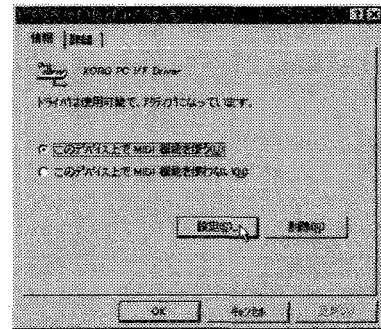 情報 詳細
KORG PC I/F Driver
ドライバは使用可能で、アクティブになっています。
このデバイス上で MIDI 機能を使う(U)
このデバイス上で MIDI 機能を使わない(D)
設定(S)... 削除(R)
OK キャンセル